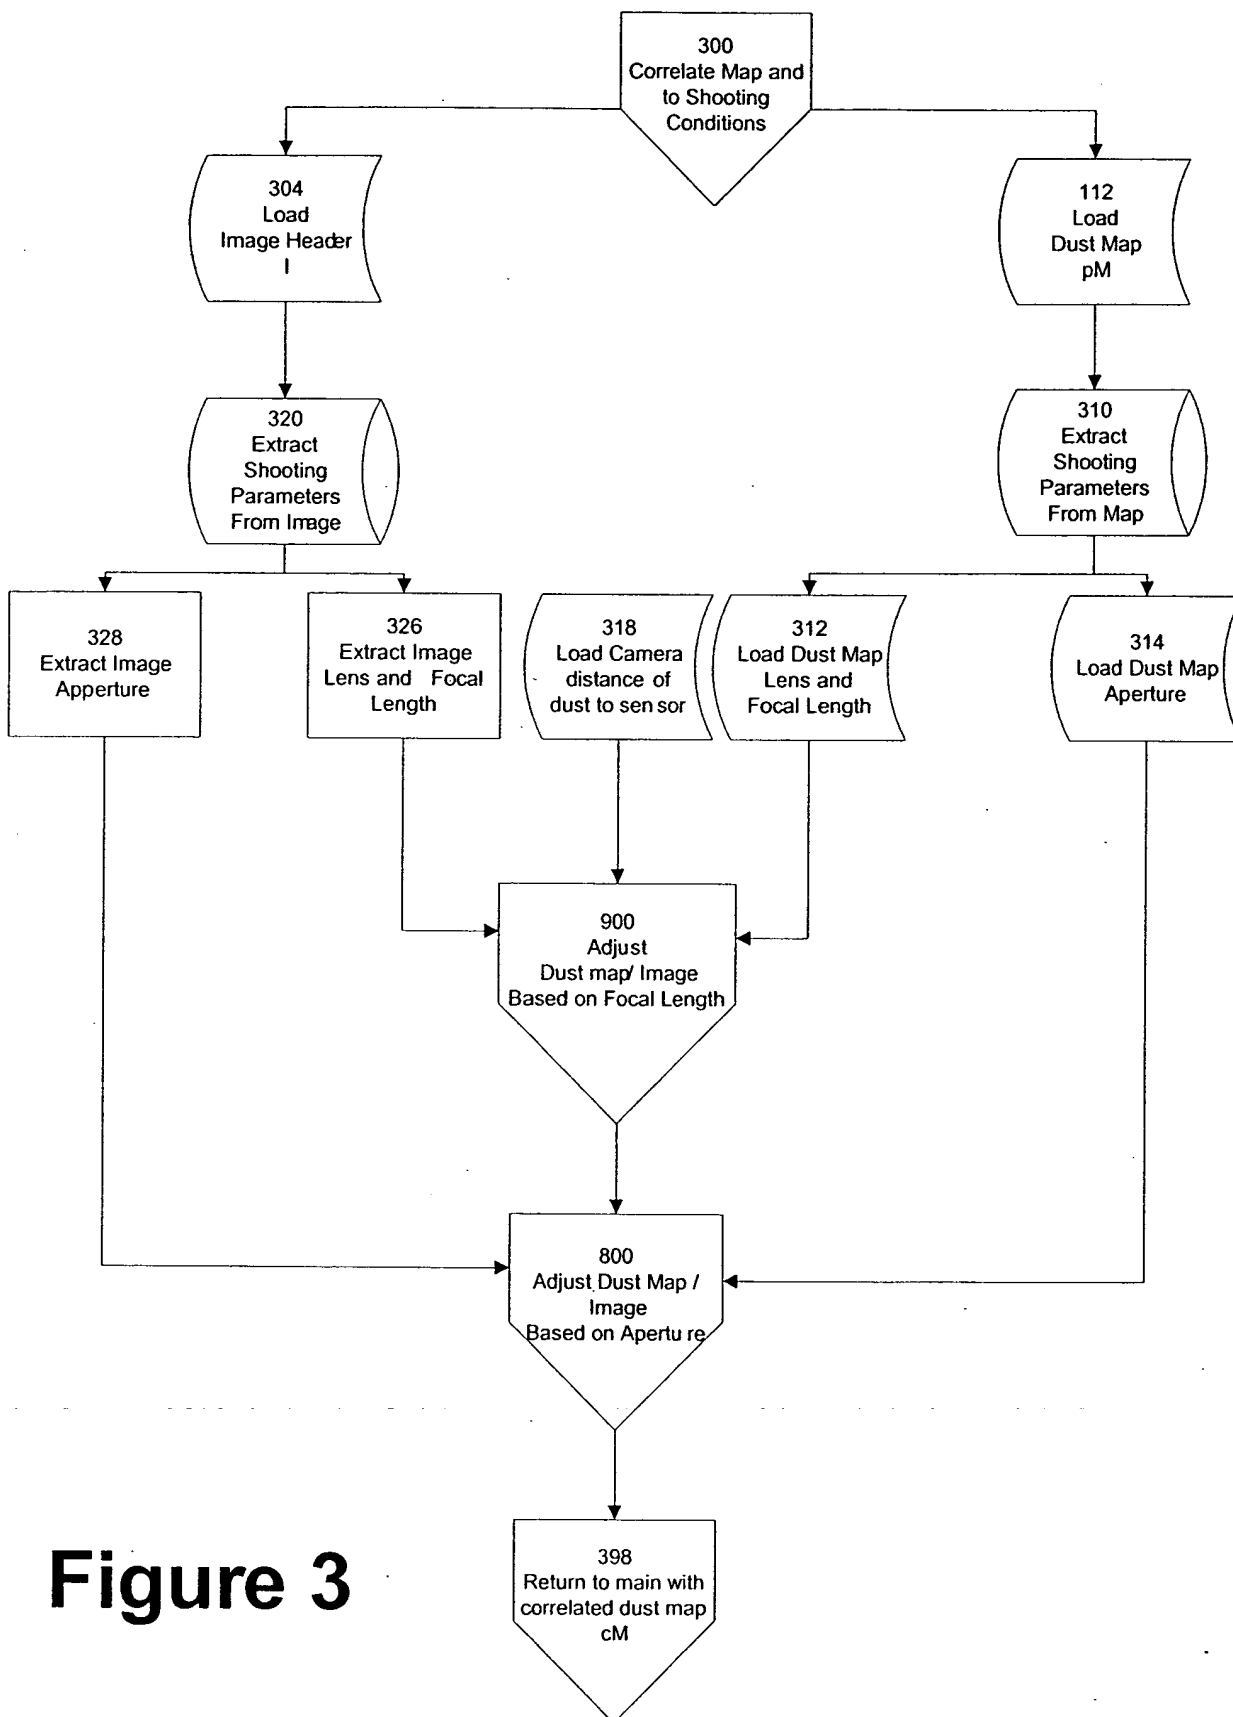 300
Correlate Map and
to Shooting
Conditions
304
Load
Image Header
I
112
Load
Dust Map
pM
320
Extract
Shooting
Parameters
From Image
310
Extract
Shooting
Parameters
From Map
328
Extract Image
Apperture
326
Extract Image
Lens and Focal
Length
318
Load Camera
distance of
dust to sensor
312
Load Dust Map
Lens and
Focal Length
314
Load Dust Map
Aperture
900
Adjust
Dust map/ Image
Based on Focal Length
800
Adjust Dust Map /
Image
Based on Aperture
398
Return to main with
correlated dust map
cM
Figure 3